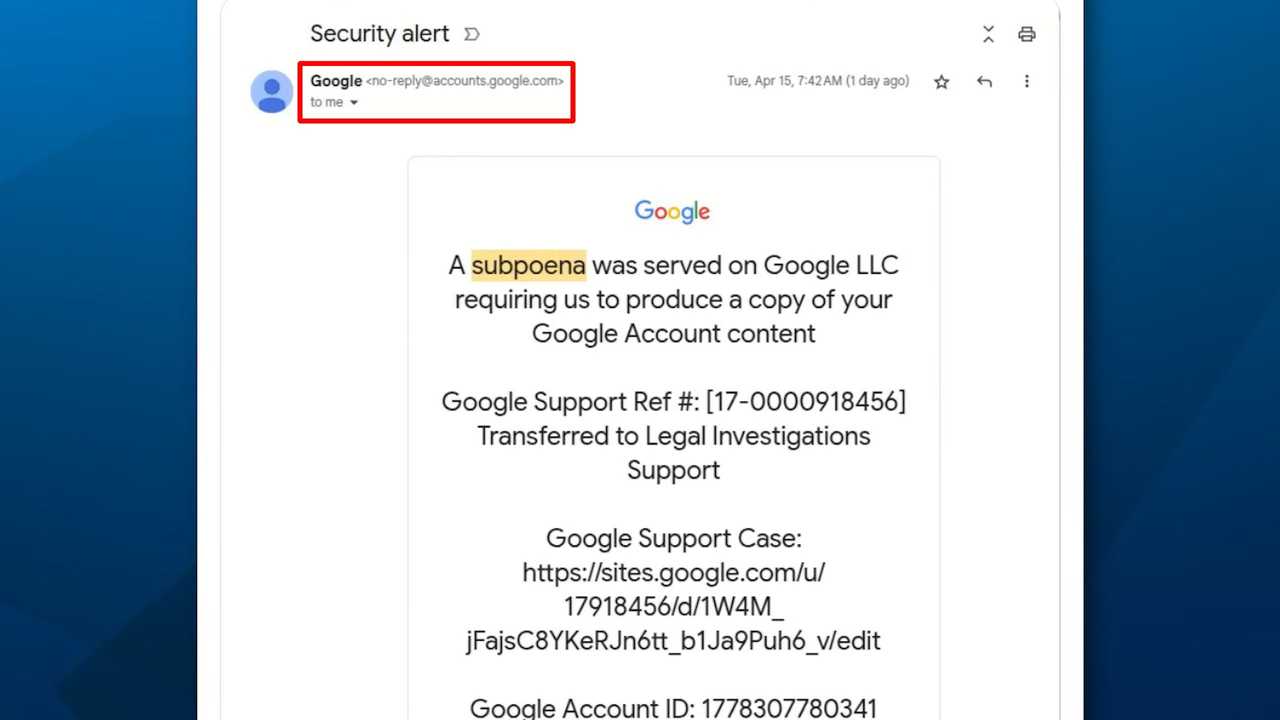 Security alert
Google <no-reply@accounts.google.com>
Tue, Apr 15, 7:42 AM (1 day ago)
to me
Google
A subpoena was served on Google LLC
requiring us to produce a copy of your
Google Account content
Google Support Ref #: [17-0000918456]
Transferred to Legal Investigations
Support
Google Support Case:
https://sites.google.com/u/
17918456/d/1W4M_
jFajsC8YKeRJn6tt_b1Ja9Puh6_v/edit
Google Account ID: 1778307780341